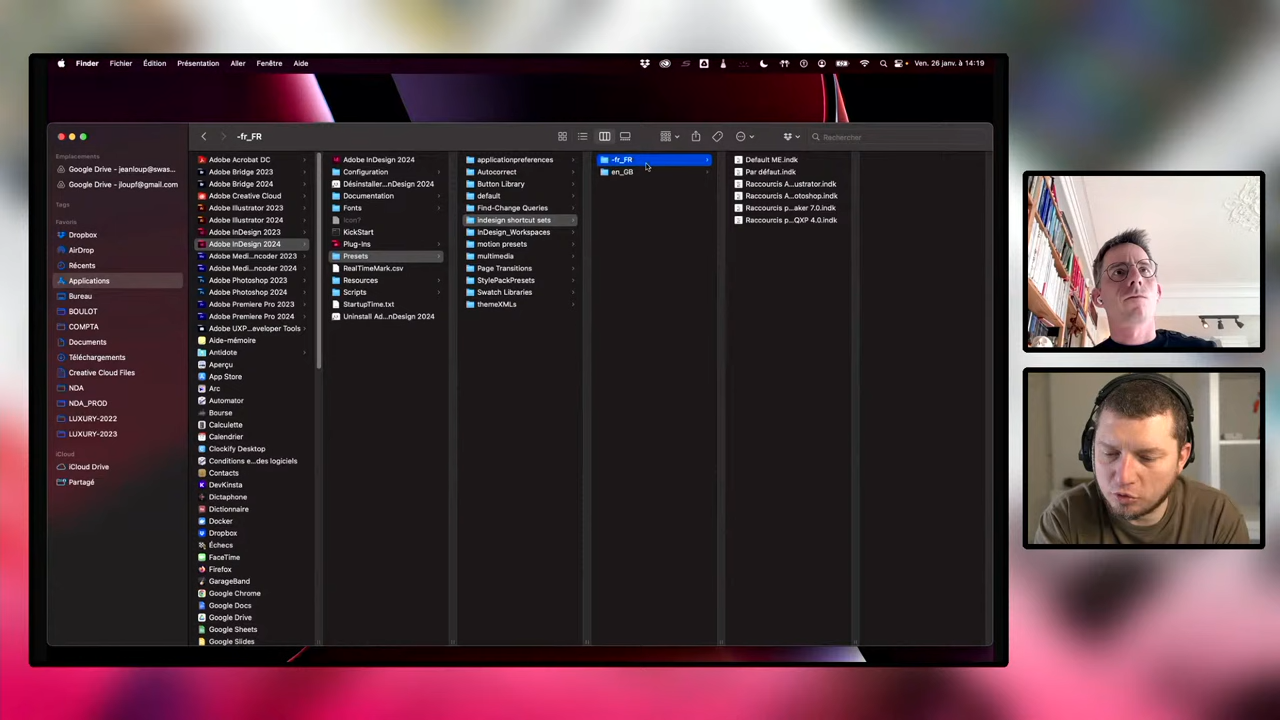 Finder Fichier Édition Présentation Aller Fenêtre Aide
Ven. 26 janv. à 14:19
-fr_FR
Rechercher
Emplacements
Google Drive – jeanloup@swas...
Google Drive – jloupf@gmail.com
Tags
Favoris
Dropbox
AirDrop
Récents
Applications
Bureau
BOULOT
COMPTA
Documents
Téléchargements
Creative Cloud Files
NDA
NDA_PROD
LUXURY-2022
LUXURY-2023
iCloud
iCloud Drive
Partagé
Adobe Acrobat DC
Adobe Bridge 2023
Adobe Bridge 2024
Adobe Creative Cloud
Adobe Illustrator 2023
Adobe Illustrator 2024
Adobe InDesign 2023
Adobe InDesign 2024
Adobe Medi...ncoder 2023
Adobe Medi...ncoder 2024
Adobe Photoshop 2023
Adobe Photoshop 2024
Adobe Premiere Pro 2023
Adobe Premiere Pro 2024
Adobe UXP...eveloper Tools
Aide-mémoire
Antidote
Aperçu
App Store
Arc
Automator
Bourse
Calculette
Calendrier
Clockify Desktop
Conditions e...des logiciels
Contacts
DevKinsta
Dictaphone
Dictionnaire
Docker
Dropbox
Échecs
FaceTime
Firefox
GarageBand
Google Chrome
Google Docs
Google Drive
Google Sheets
Google Slides
Adobe InDesign 2024
Configuration
Désinstaller...nDesign 2024
Documentation
Fonts
Icon?
KickStart
Plug-Ins
Presets
RealTimeMark.csv
Resources
Scripts
StartupTime.txt
Uninstall Ad...nDesign 2024
applicationpreferences
Autocorrect
Button Library
default
Find-Change Queries
indesign shortcut sets
InDesign_Workspaces
motion presets
multimedia
Page Transitions
StylePackPresets
Swatch Libraries
themeXMLs
-fr_FR
en_GB
Default ME.indk
Par défaut.indk
Raccourcis A...ustrator.indk
Raccourcis A...otoshop.indk
Raccourcis p...aker 7.0.indk
Raccourcis p...QXP 4.0.indk